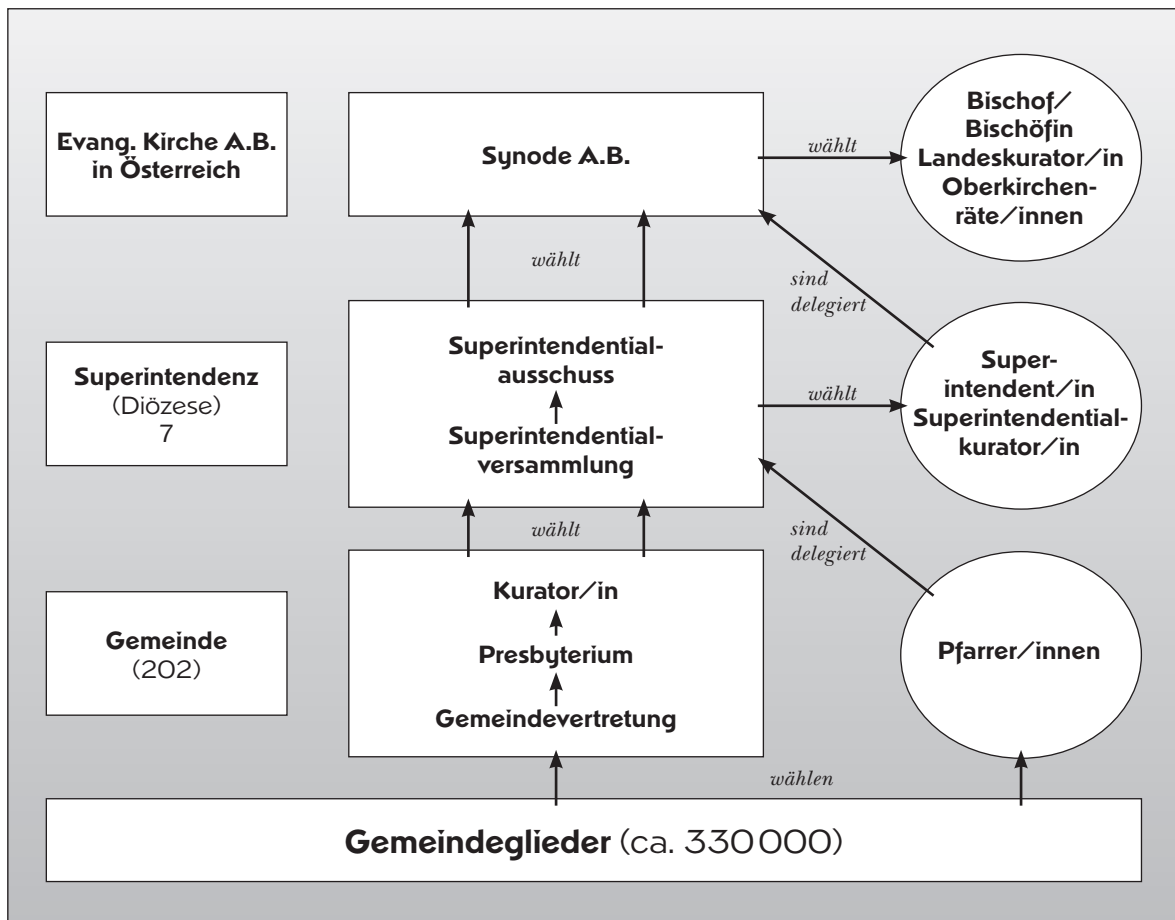 Evang. Kirche A.B.
in Österreich
Synode A.B.
wählt
Bischof/
Bischöfin
Landeskurator/in
Oberkirchen-
räte/innen
wählt
sind
delegiert
Superintendenz
(Diözese)
7
Superintendential-
ausschuss
Superintendential-
versammlung
wählt
Super-
intendent/in
Superintendential-
kurator/in
wählt
sind
delegiert
Gemeinde
(202)
Kurator/in
Presbyterium
Gemeindevertretung
Pfarrer/innen
wählen
Gemeindeglieder (ca. 330 000)